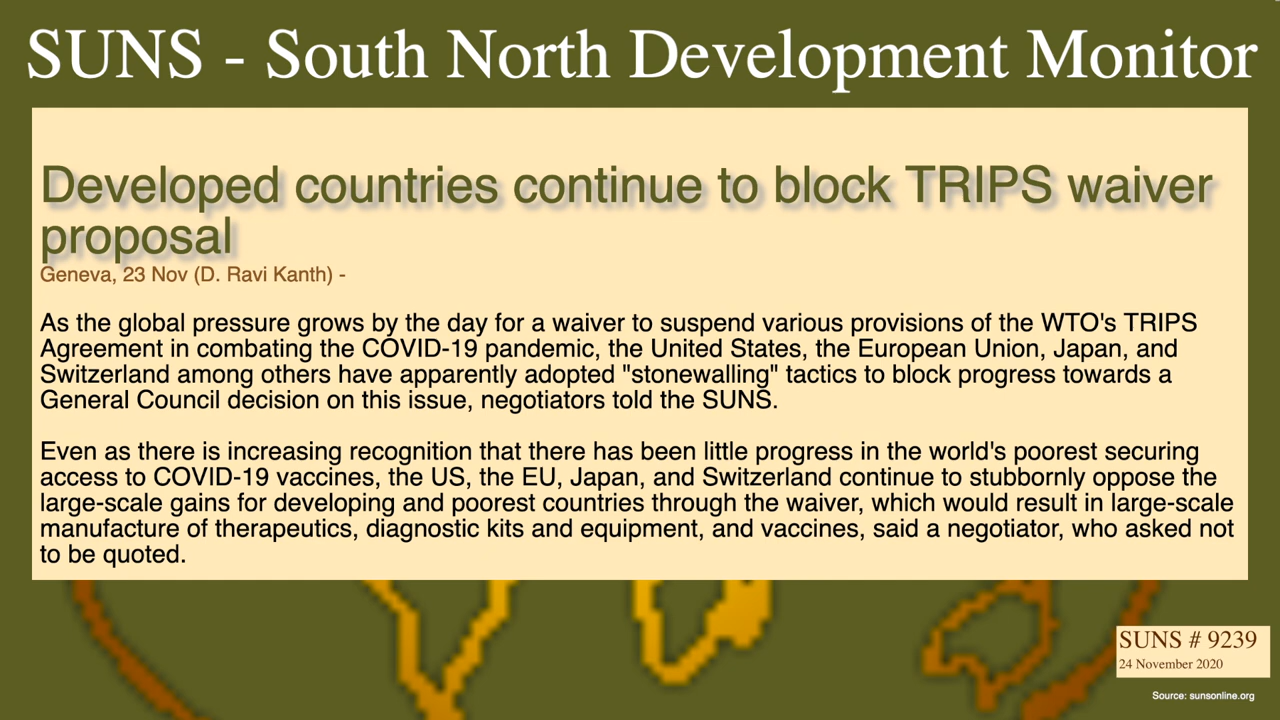 SUNS - South North Development Monitor
Developed countries continue to block TRIPS waiver
proposal
Geneva, 23 Nov (D. Ravi Kanth) -
As the global pressure grows by the day for a waiver to suspend various provisions of the WTO's TRIPS
Agreement in combating the COVID-19 pandemic, the United States, the European Union, Japan, and
Switzerland among others have apparently adopted "stonewalling" tactics to block progress towards a
General Council decision on this issue, negotiators told the SUNS.
Even as there is increasing recognition that there has been little progress in the world's poorest securing
access to COVID-19 vaccines, the US, the EU, Japan, and Switzerland continue to stubbornly oppose the
large-scale gains for developing and poorest countries through the waiver, which would result in large-scale
manufacture of therapeutics, diagnostic kits and equipment, and vaccines, said a negotiator, who asked not
to be quoted.
SUNS # 9239
24 November 2020
Source: sunsonline.org